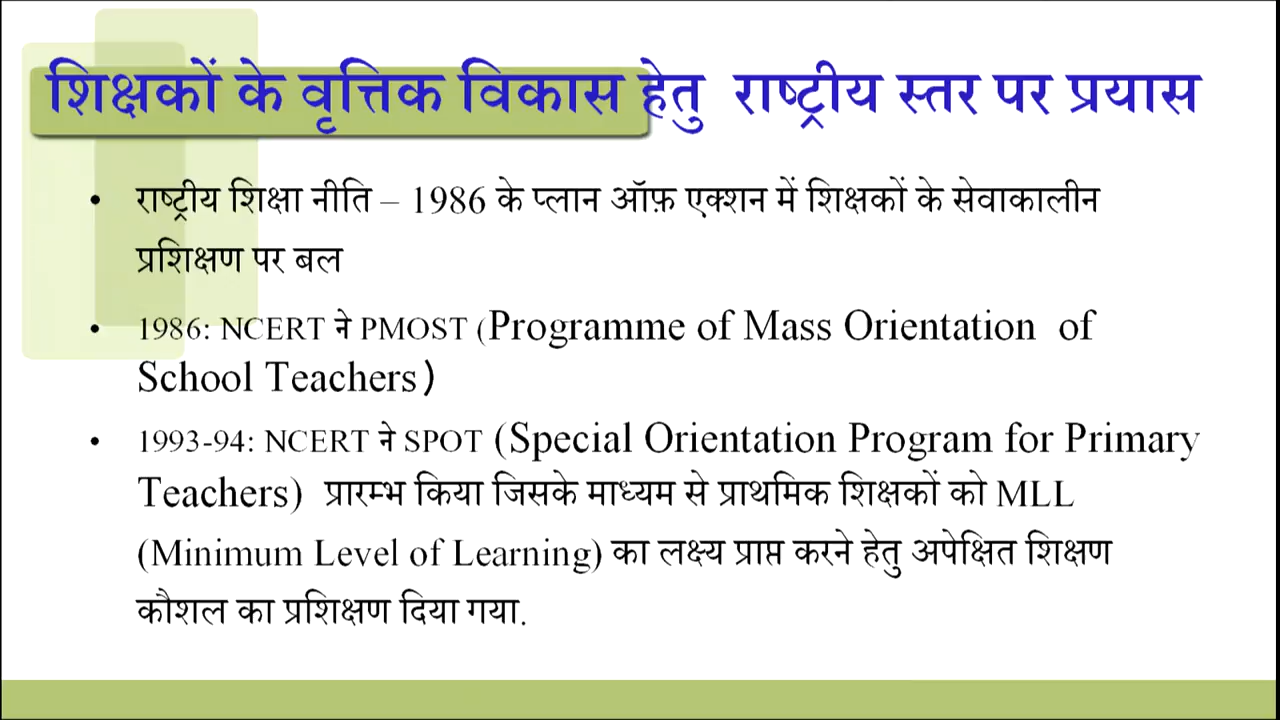 शिक्षकों के वृत्तिक विकास हेतु राष्ट्रीय स्तर पर प्रयास
• राष्ट्रीय शिक्षा नीति – 1986 के प्लान ऑफ़ एक्शन में शिक्षकों के सेवाकालीन
प्रशिक्षण पर बल
• 1986: NCERT ने PMOST (Programme of Mass Orientation of
School Teachers)
• 1993-94: NCERT ने SPOT (Special Orientation Program for Primary
Teachers) प्रारम्भ किया जिसके माध्यम से प्राथमिक शिक्षकों को MLL
(Minimum Level of Learning) का लक्ष्य प्राप्त करने हेतु अपेक्षित शिक्षण
कौशल का प्रशिक्षण दिया गया.